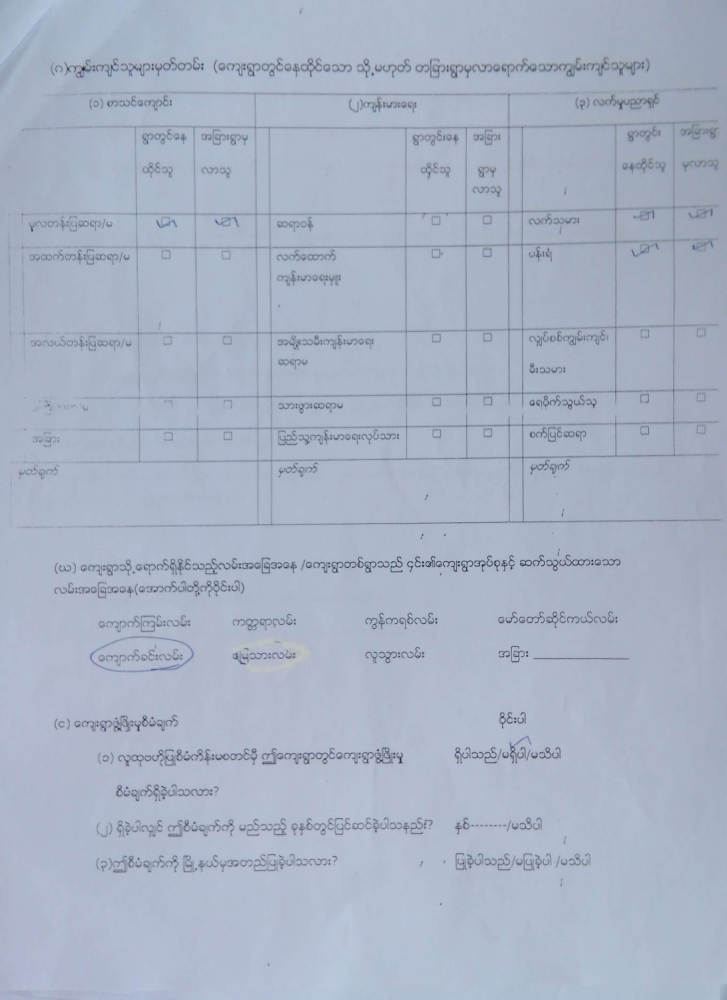 (ဂ)ကျွမ်းကျင်သူများမှတ်တမ်း (ကျေးရွာတွင်နေထိုင်သော သို့မဟုတ် တခြားရွာမှလာရောက်သောကျွမ်းကျင်သူများ)
(၁) စာသင်ကျောင်း (၂)ကျန်းမားရေး (၃) လက်မှုပညာရှင်
ရွာတွင်နေ အခြားရွာမှ ရွာတွင်းနေ အခြား ရွာတွင်း အခြားရွာ
ထိုင်သူ လာသူ ထိုင်သူ ရွာမှ နေထိုင်သူ မှလာသူ
လာသူ
မူလတန်းပြဆရာ/မ ☑ ☑ ဆရာဝန် □ □ လက်သမား ☑ ☑
အထက်တန်းပြဆရာ/မ □ □ လက်ထောက် □ □ ပန်းရံ ☑ ☑
ကျန်းမာရေးမှူး
အလယ်တန်းပြဆရာ/မ □ □ အမျိုးသမီးကျန်းမာရေး □ □ လျှပ်စစ်ကျွမ်းကျင်၊ □ □
ဆရာမ မီးသမား
□ □ သားဖွားဆရာမ □ □ ရေပိုက်သွယ်သူ □ □
အခြား □ □ ပြည်သူ့ကျန်းမာရေးလုပ်သား □ □ စက်ပြင်ဆရာ □ □
မှတ်ချက် မှတ်ချက် မှတ်ချက်
(ဃ) ကျေးရွာသို့ရောက်ရှိနိုင်သည့်လမ်းအခြေအနေ /ကျေးရွာတစ်ရွာသည် ၄င်း၏ကျေးရွာအုပ်စုနှင့် ဆက်သွယ်ထားသော
လမ်းအခြေအနေ(အောက်ပါတို့ကိုဝိုင်းပါ)
ကျောက်ကြမ်းလမ်း ကတ္တရာလမ်း ကွန်ကရစ်လမ်း မော်တော်ဆိုင်ကယ်လမ်း
ကျောက်ခင်းလမ်း မြေသားလမ်း လူသွားလမ်း အခြား ____________
(င) ကျေးရွာဖွံ့ဖြိုးမှုစီမံချက် ဝိုင်းပါ
(၁) လူထုဗဟိုပြုစီမံကိန်းမစတင်မှီ ဤကျေးရွာတွင်ကျေးရွာဖွံ့ဖြိုးမှု ရှိပါသည်/မရှိပါ/မသိပါ
စီမံချက်ရှိခဲ့ပါသလား?
(၂) ရှိခဲ့ပါလျှင် ဤစီမံချက်ကို မည်သည့် ခုနှစ်တွင်ပြင်ဆင်ခဲ့ပါသနည်း? နှစ်--------/မသိပါ
(၃)ဤစီမံချက်ကို မြို့နယ်မှအတည်ပြုခဲ့ပါသလား? ပြုခဲ့ပါသည်/မပြုခဲ့ပါ /မသိပါ